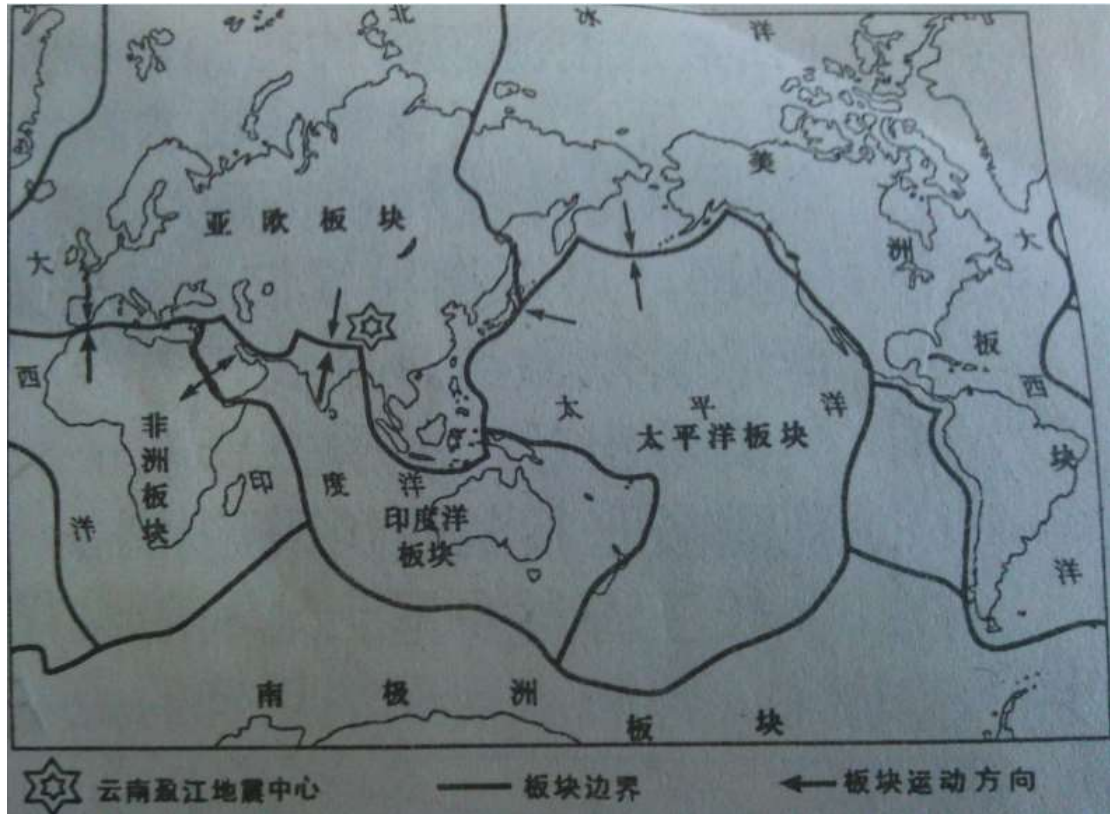 北冰洋
美洲板块
亚欧板块
大西洋
大西洋
太平洋
太平洋板块
非洲板块
印度洋
印度洋
板块
南极洲板块
云南盈江地震中心
板块边界
板块运动方向